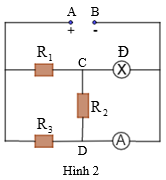 A B
+ -
R1 C Đ
X
R2
R3 D A
Hình 2